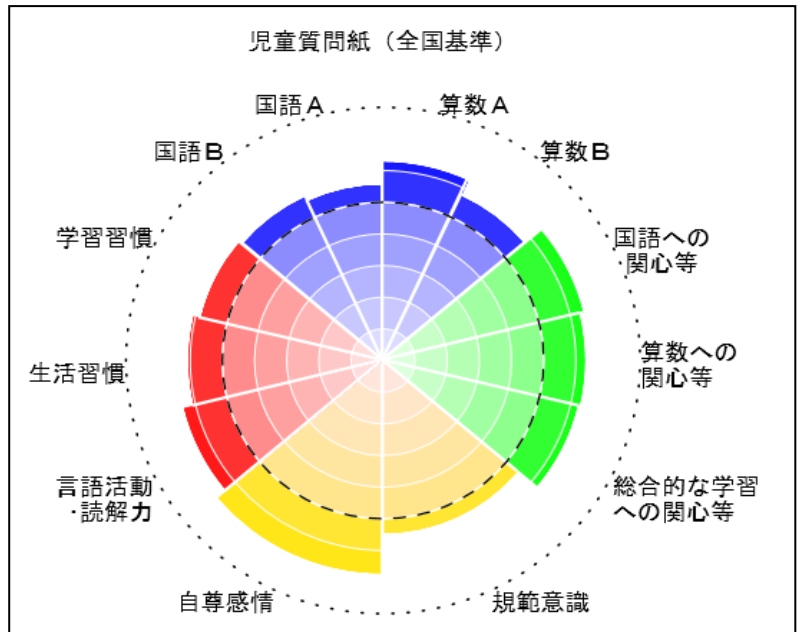 児童質問紙（全国基準）
国語Ａ
算数Ａ
国語Ｂ
算数Ｂ
学習習慣
国語への
関心等
生活習慣
算数への
関心等
言語活動
・読解力
総合的な学習
への関心等
自尊感情
規範意識